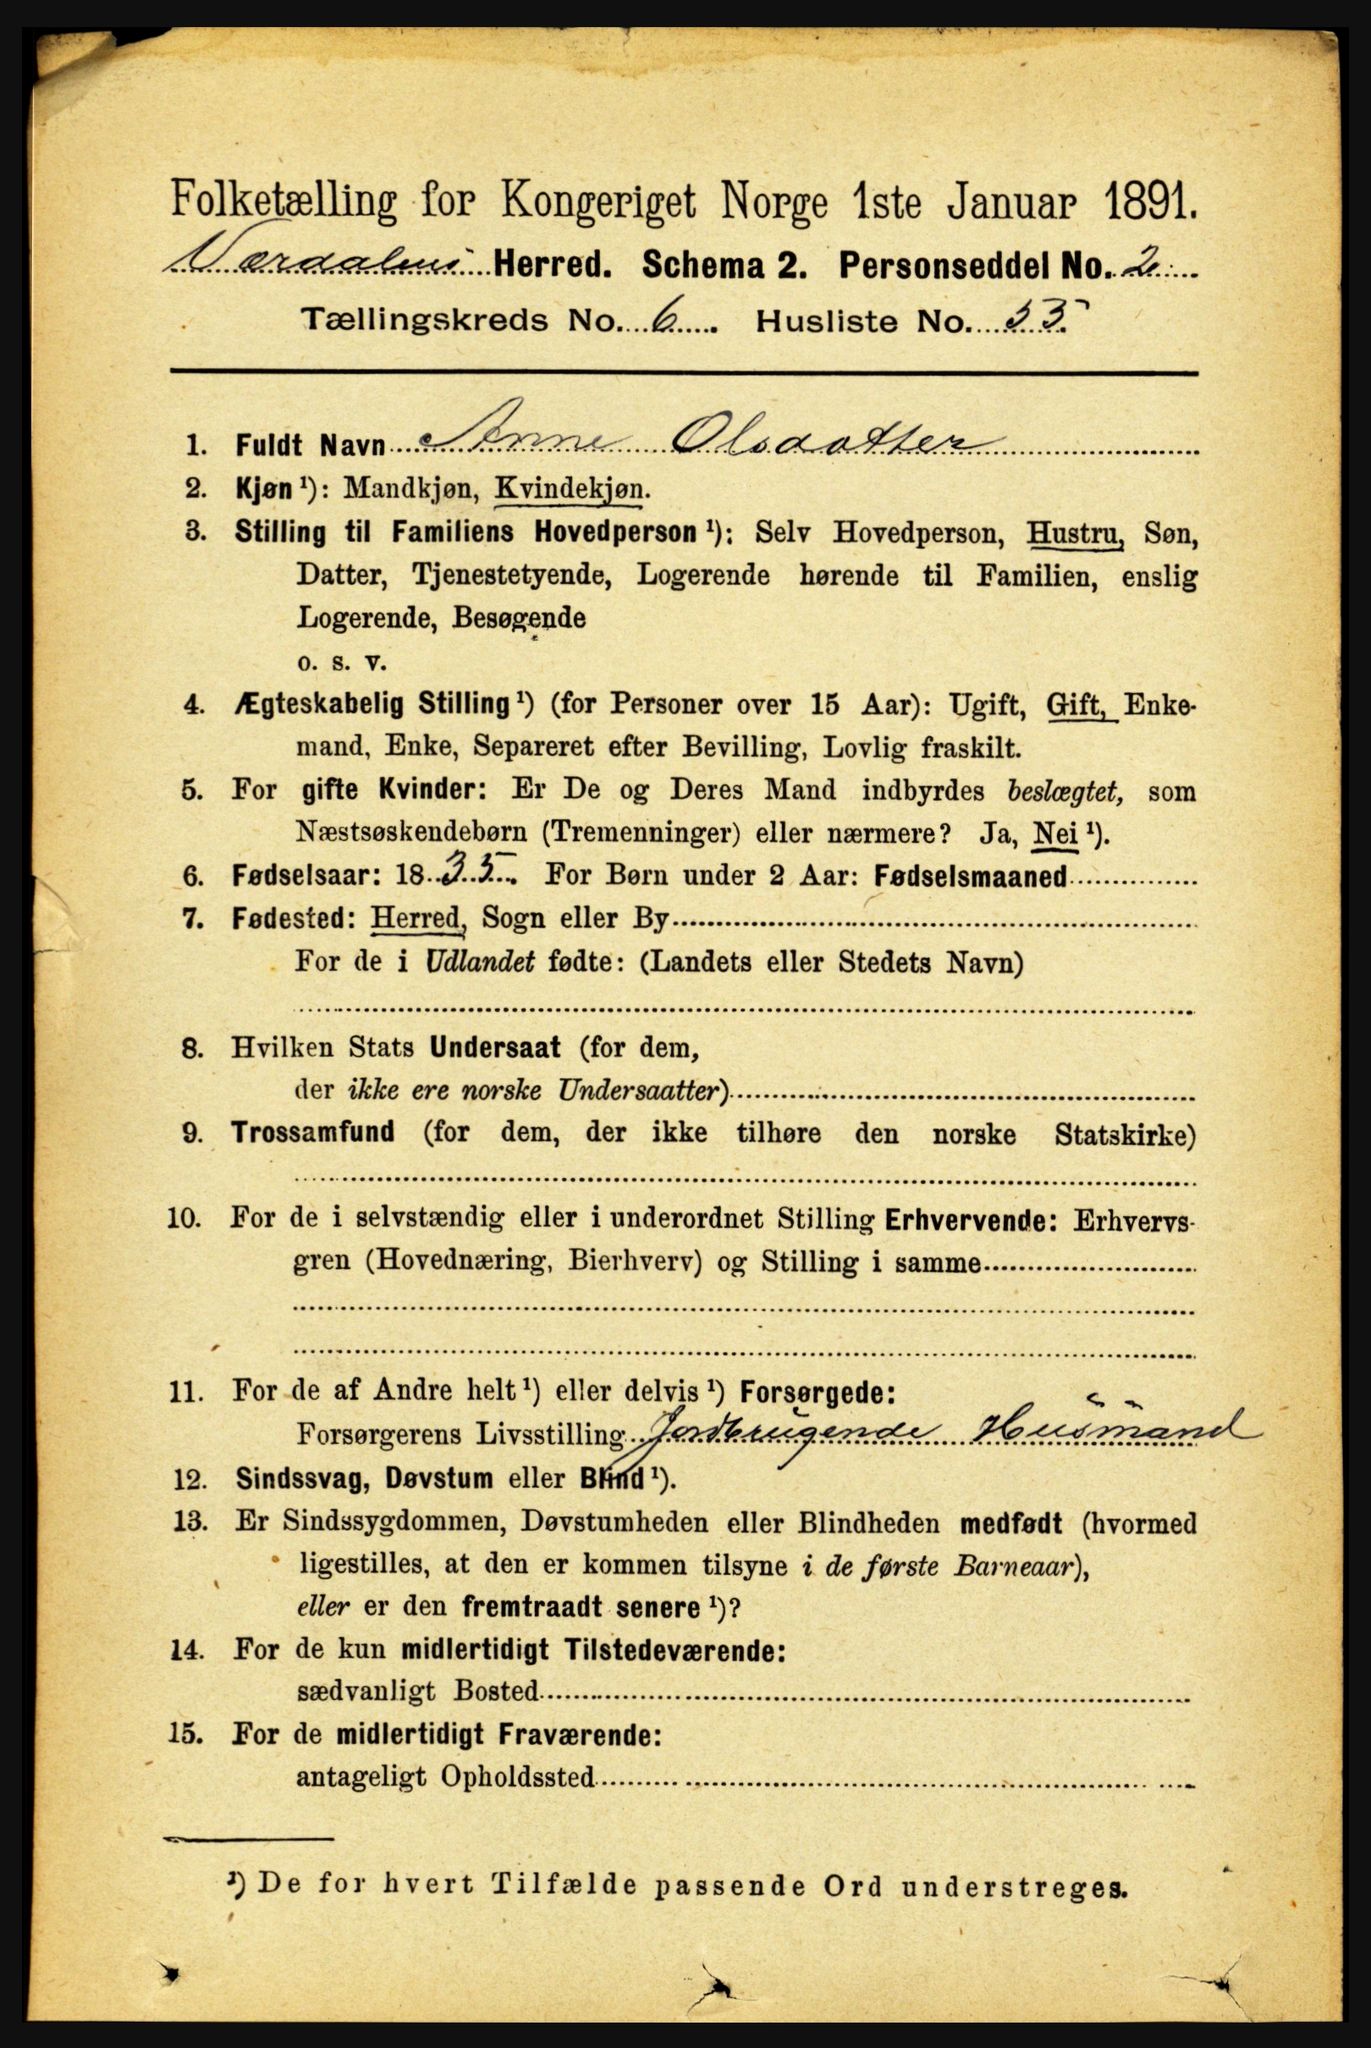 Folketælling for Kongeriget Norge 1ste Januar 1891.
Værdalens Herred. Schema 2. Personseddel No. 2
Tællingskreds No. 6 Husliste No. 53
1. Fuldt Navn Anne Olsdatter
2. Kjøn ¹): Mandkjøn, Kvindekjøn.
3. Stilling til Familiens Hovedperson ¹): Selv Hovedperson, Hustru, Søn,
Datter, Tjenestetyende, Logerende hørende til Familien, enslig
Logerende, Besøgende
o. s. v.
4. Ægteskabelig Stilling ¹) (for Personer over 15 Aar): Ugift, Gift, Enke-
mand, Enke, Separeret efter Bevilling, Lovlig fraskilt.
5. For gifte Kvinder: Er De og Deres Mand indbyrdes beslægtet, som
Næstsøskendebørn (Tremenninger) eller nærmere? Ja, Nei ¹).
6. Fødselsaar: 1835. For Børn under 2 Aar: Fødselsmaaned
7. Fødested: Herred, Sogn eller By
For de i Udlandet fødte: (Landets eller Stedets Navn)
8. Hvilken Stats Undersaat (for dem,
der ikke ere norske Undersaatter)
9. Trossamfund (for dem, der ikke tilhøre den norske Statskirke)
10. For de i selvstændig eller i underordnet Stilling Erhvervende: Erhvervs-
gren (Hovednæring, Bierhverv) og Stilling i samme
11. For de af Andre helt ¹) eller delvis ¹) Forsørgede:
Forsørgerens Livsstilling Jordbrugende Husmand
12. Sindssvag, Døvstum eller Blind ¹).
13. Er Sindssygdommen, Døvstumheden eller Blindheden medfødt (hvormed
ligestilles, at den er kommen tilsyne i de første Barneaar),
eller er den fremtraadt senere ¹)?
14. For de kun midlertidigt Tilstedeværende:
sædvanligt Bosted
15. For de midlertidigt Fraværende:
antageligt Opholdssted
¹) De for hvert Tilfælde passende Ord understreges.